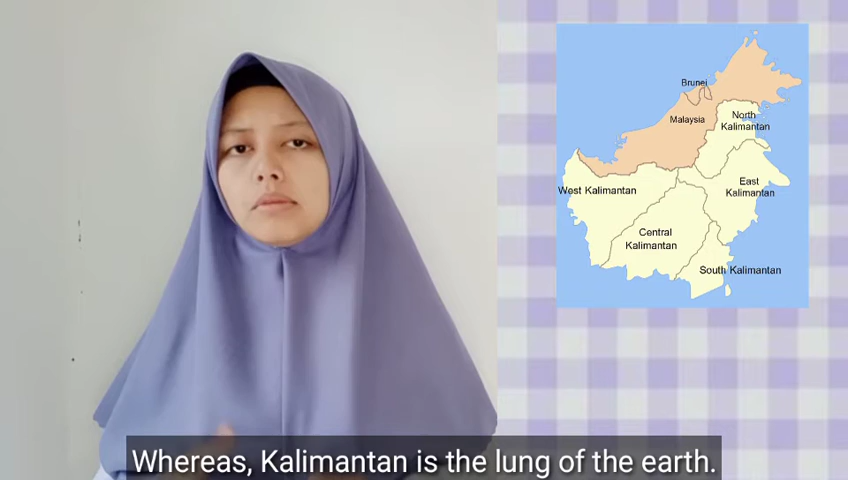 Brunei
Malaysia
North
Kalimantan
West Kalimantan
East
Kalimantan
Central
Kalimantan
South Kalimantan
Whereas, Kalimantan is the lung of the earth.